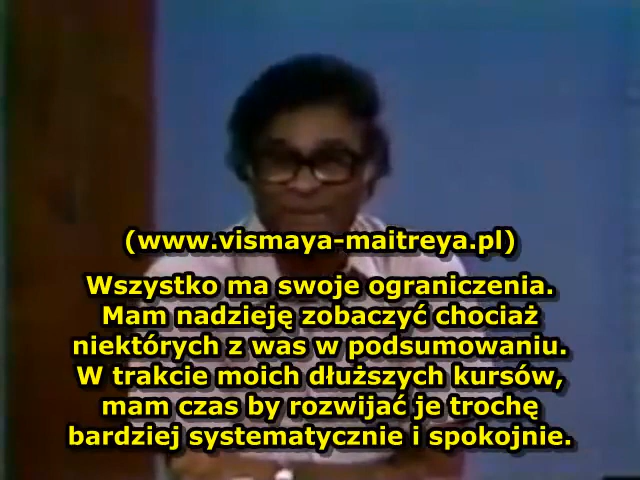 (www.vismaya-maitreya.pl)
Wszystko ma swoje ograniczenia.
Mam nadzieję zobaczyć chociaż
niektórych z was w podsumowaniu.
W trakcie moich dłuższych kursów,
mam czas by rozwijać je trochę
bardziej systematycznie i spokojnie.